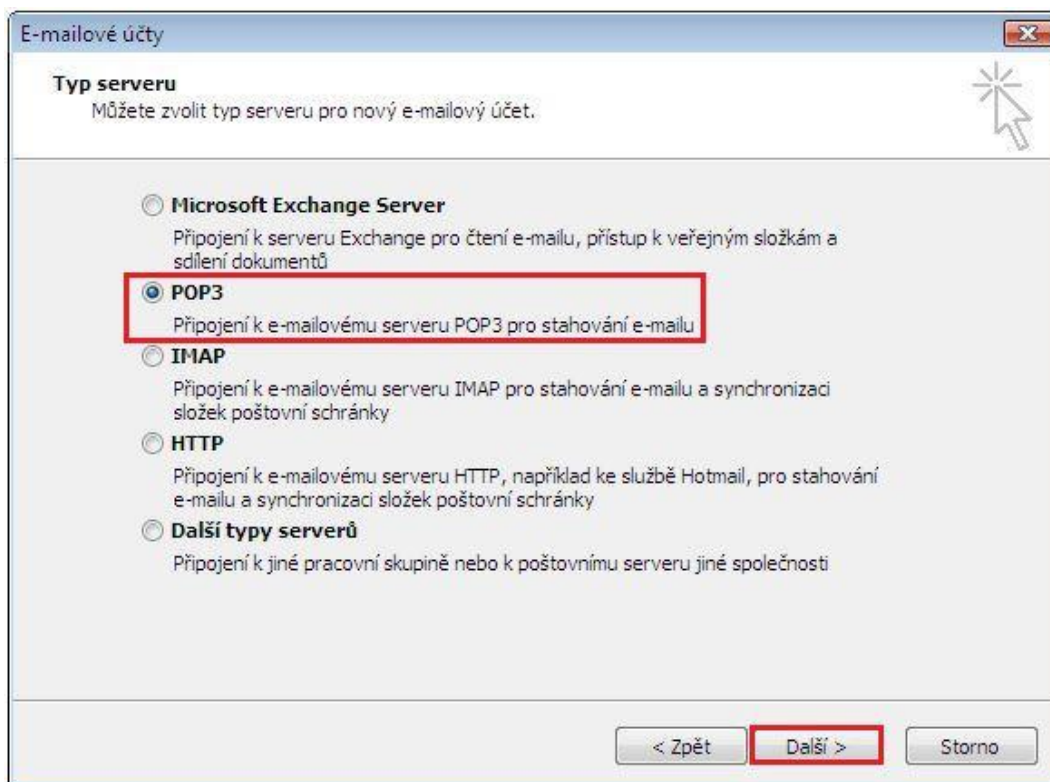 E-mailové účty
Typ serveru
Můžete zvolit typ serveru pro nový e-mailový účet.
Microsoft Exchange Server
Připojení k serveru Exchange pro čtení e-mailu, přístup k veřejným složkám a
sdílení dokumentů
POP3
Připojení k e-mailovému serveru POP3 pro stahování e-mailu
IMAP
Připojení k e-mailovému serveru IMAP pro stahování e-mailu a synchronizaci
složek poštovní schránky
HTTP
Připojení k e-mailovému serveru HTTP, například ke službě Hotmail, pro stahování
e-mailu a synchronizaci složek poštovní schránky
Další typy serverů
Připojení k jiné pracovní skupině nebo k poštovnímu serveru jiné společnosti
< Zpět
Další >
Storno